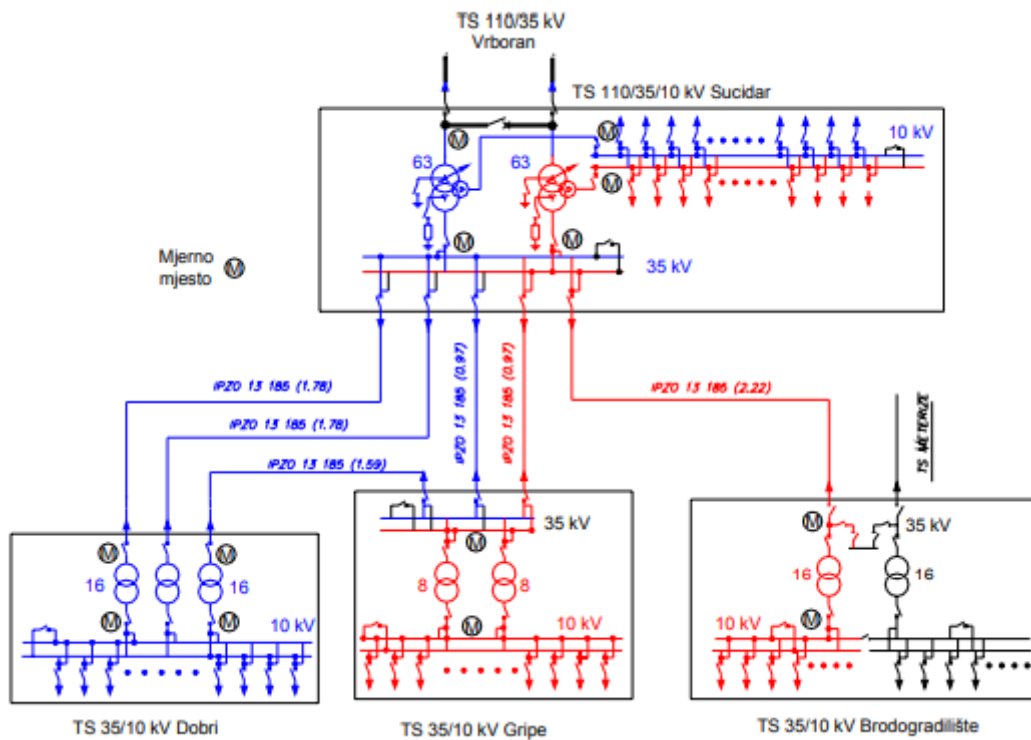 TS 110/35 kV
Vrboran
TS 110/35/10 kV Sucidar
M
M
10 kV
63
63
M
M
M
Mjerno
mjesto
M
35 kV
IPZO 13 185 (1.78)
IPZO 13 185 (0.97)
IPZO 13 185 (0.97)
IPZO 13 185 (2.22)
IPZO 13 185 (1.78)
TS METERIZE
IPZO 13 185 (1.59)
35 kV
M
35 kV
M
M
M
16
16
8
8
16
16
M
M
10 kV
M
10 kV
M
10 kV
TS 35/10 kV Dobri
TS 35/10 kV Gripe
TS 35/10 kV Brodogradilište